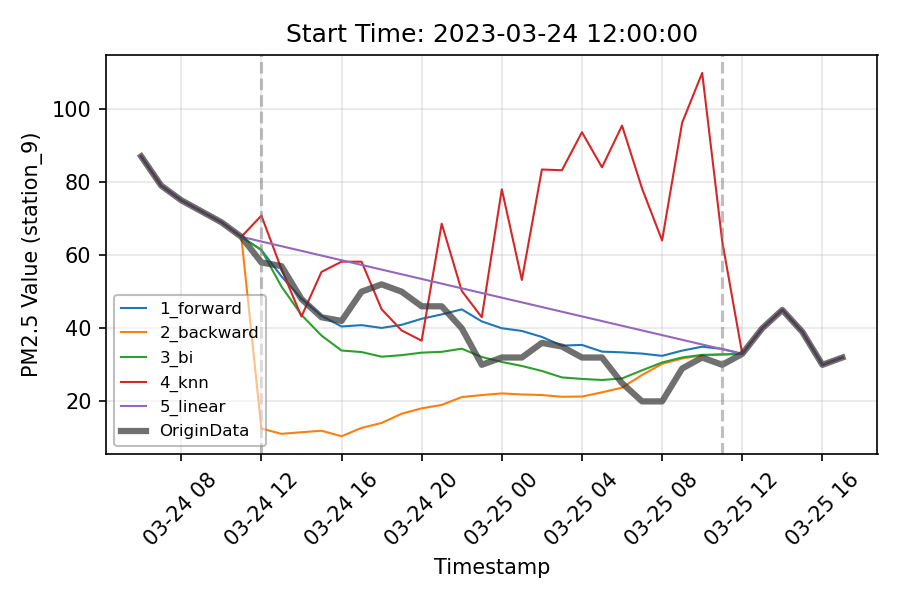 Start Time: 2023-03-24 12:00:00
PM2.5 Value (station_9)
100
80
60
40
20
1_forward
2_backward
3_bi
4_knn
5_linear
OriginData
03-24 08
03-24 12
03-24 16
03-24 20
03-25 00
03-25 04
03-25 08
03-25 12
03-25 16
Timestamp